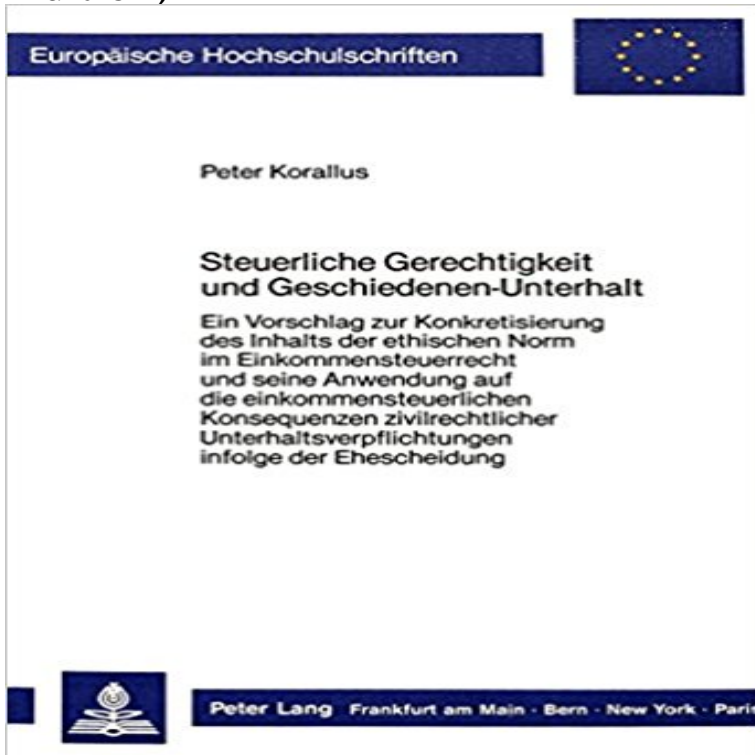 Europäische Hochschulschriften
Peter Korallus
Steuerliche Gerechtigkeit
und Geschiedenen-Unterhalt
Ein Vorschlag zur Konkretisierung
des Inhalts der ethischen Norm
im Einkommensteuerrecht
und seine Anwendung auf
die einkommensteuerlichen
Konsequenzen zivilrechtlicher
Unterhaltsverpflichtungen
infolge der Ehescheidung
Peter Lang Frankfurt am Main · Bern · New York · Paris